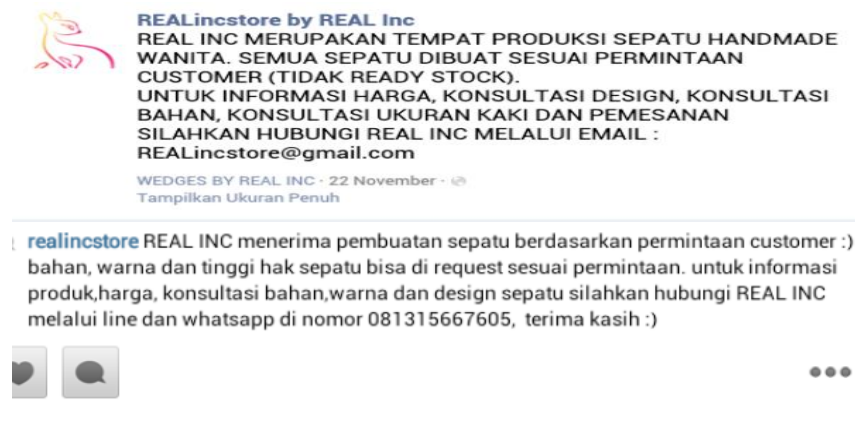 REALincstore by REAL Inc
REAL INC MERUPAKAN TEMPAT PRODUKSI SEPATU HANDMADE
WANITA. SEMUA SEPATU DIBUAT SESUAI PERMINTAAN
CUSTOMER (TIDAK READY STOCK).
UNTUK INFORMASI HARGA, KONSULTASI DESIGN, KONSULTASI
BAHAN, KONSULTASI UKURAN KAKI DAN PEMESANAN
SILAHKAN HUBUNGI REAL INC MELALUI EMAIL :
REALincstore@gmail.com
WEDGES BY REAL INC · 22 November ·
Tampilkan Ukuran Penuh
realincstore REAL INC menerima pembuatan sepatu berdasarkan permintaan customer :)
bahan, warna dan tinggi hak sepatu bisa di request sesuai permintaan. untuk informasi
produk,harga, konsultasi bahan,warna dan design sepatu silahkan hubungi REAL INC
melalui line dan whatsapp di nomor 081315667605, terima kasih :)